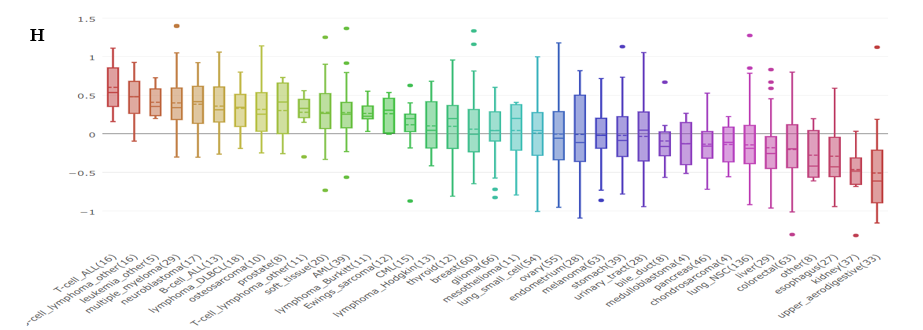 H
1.5
1
0.5
0
−0.5
−1
T-cell_ALL(16)
-cell_lymphoma_other(16)
leukemia_other(5)
multiple_myeloma(29)
neuroblastoma(17)
B-cell_ALL(13)
lymphoma_DLBCL(18)
osteosarcoma(10)
prostate(8)
T-cell_lymphoma_other(11)
soft_tissue(20)
AML(39)
lymphoma_Burkitt(11)
Ewings_sarcoma(12)
CML(15)
lymphoma_Hodgkin(13)
thyroid(12)
breast(60)
glioma(66)
mesothelioma(11)
lung_small_cell(54)
ovary(55)
endometrium(28)
melanoma(63)
stomach(39)
urinary_tract(28)
bile_duct(8)
medulloblastoma(4)
pancreas(46)
chondrosarcoma(4)
lung_NSC(136)
liver(29)
colorectal(63)
other(8)
esophagus(27)
kidney(37)
upper_aerodigestive(33)